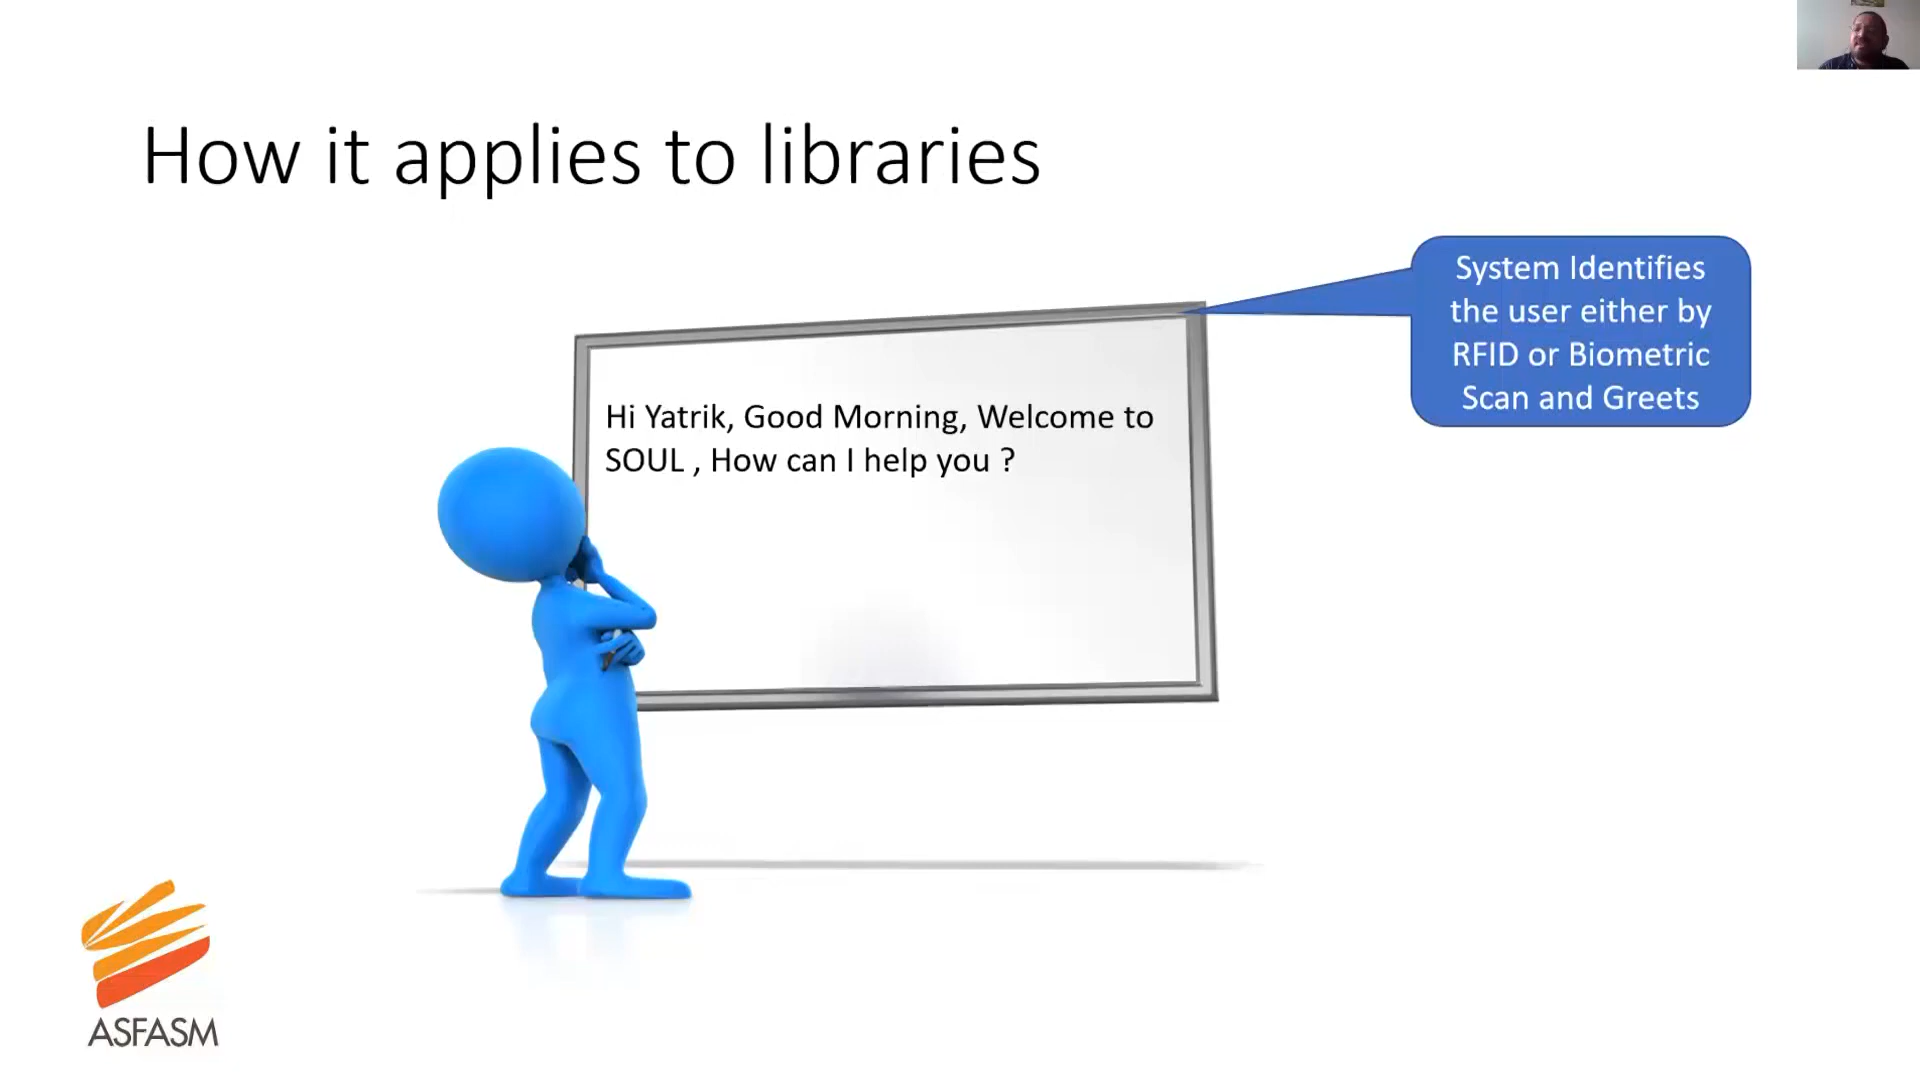 How it applies to libraries
System Identifies
the user either by
RFID or Biometric
Scan and Greets
Hi Yatrik, Good Morning, Welcome to
SOUL , How can I help you ?
ASFASM